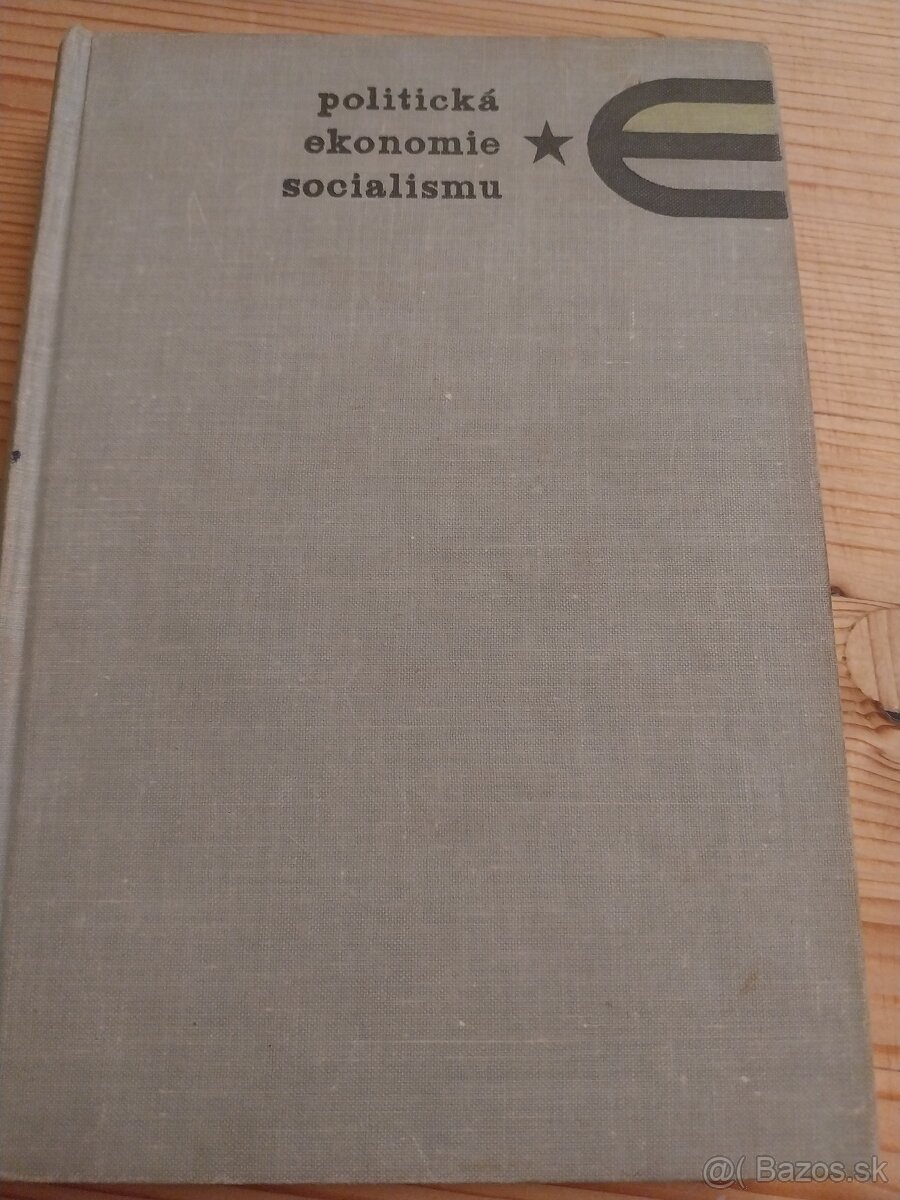 politická
ekonomie
socialismu
@( Bazos.sk